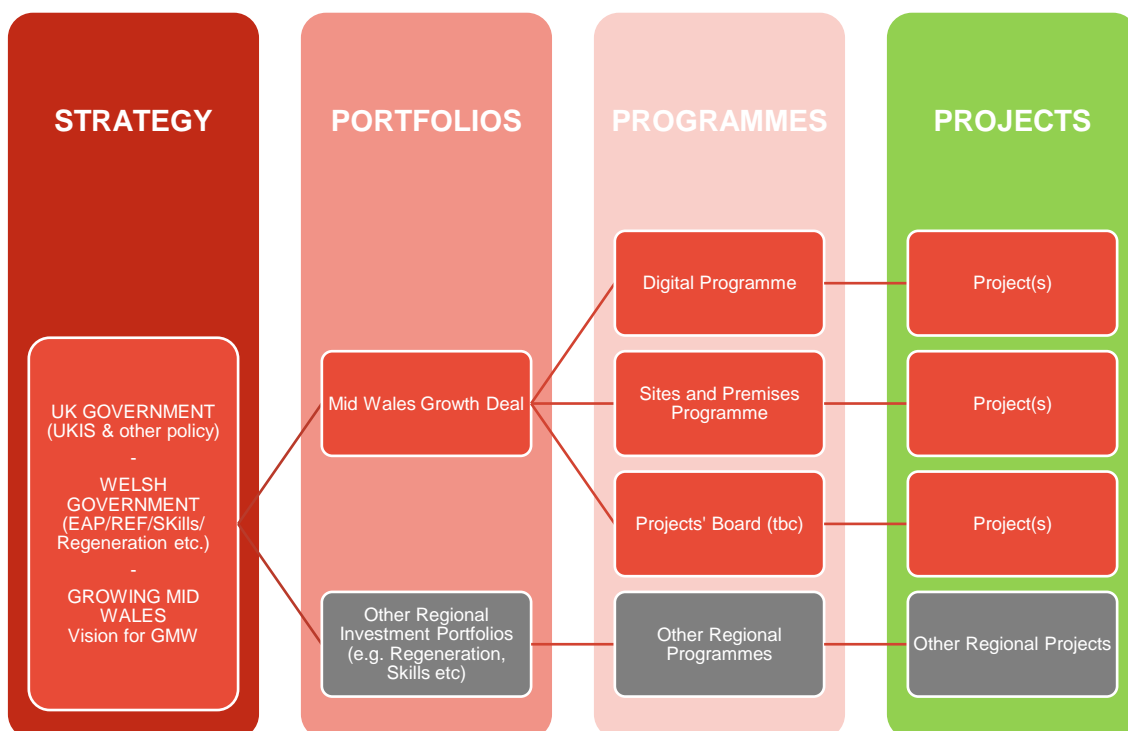 STRATEGY
PORTFOLIOS
PROGRAMMES
PROJECTS
UK GOVERNMENT
(UKIS & other policy)
-
WELSH
GOVERNMENT
(EAP/REF/SKills/
Regeneration etc.)
-
GROWING MID
WALES
Vision for GMW
Mid Wales Growth Deal
Other Regional
Investment Portfolios
(e.g. Regeneration,
Skills etc)
Digital Programme
Sites and Premises
Programme
Projects' Board (tbc)
Other Regional
Programmes
Project(s)
Project(s)
Project(s)
Other Regional Projects